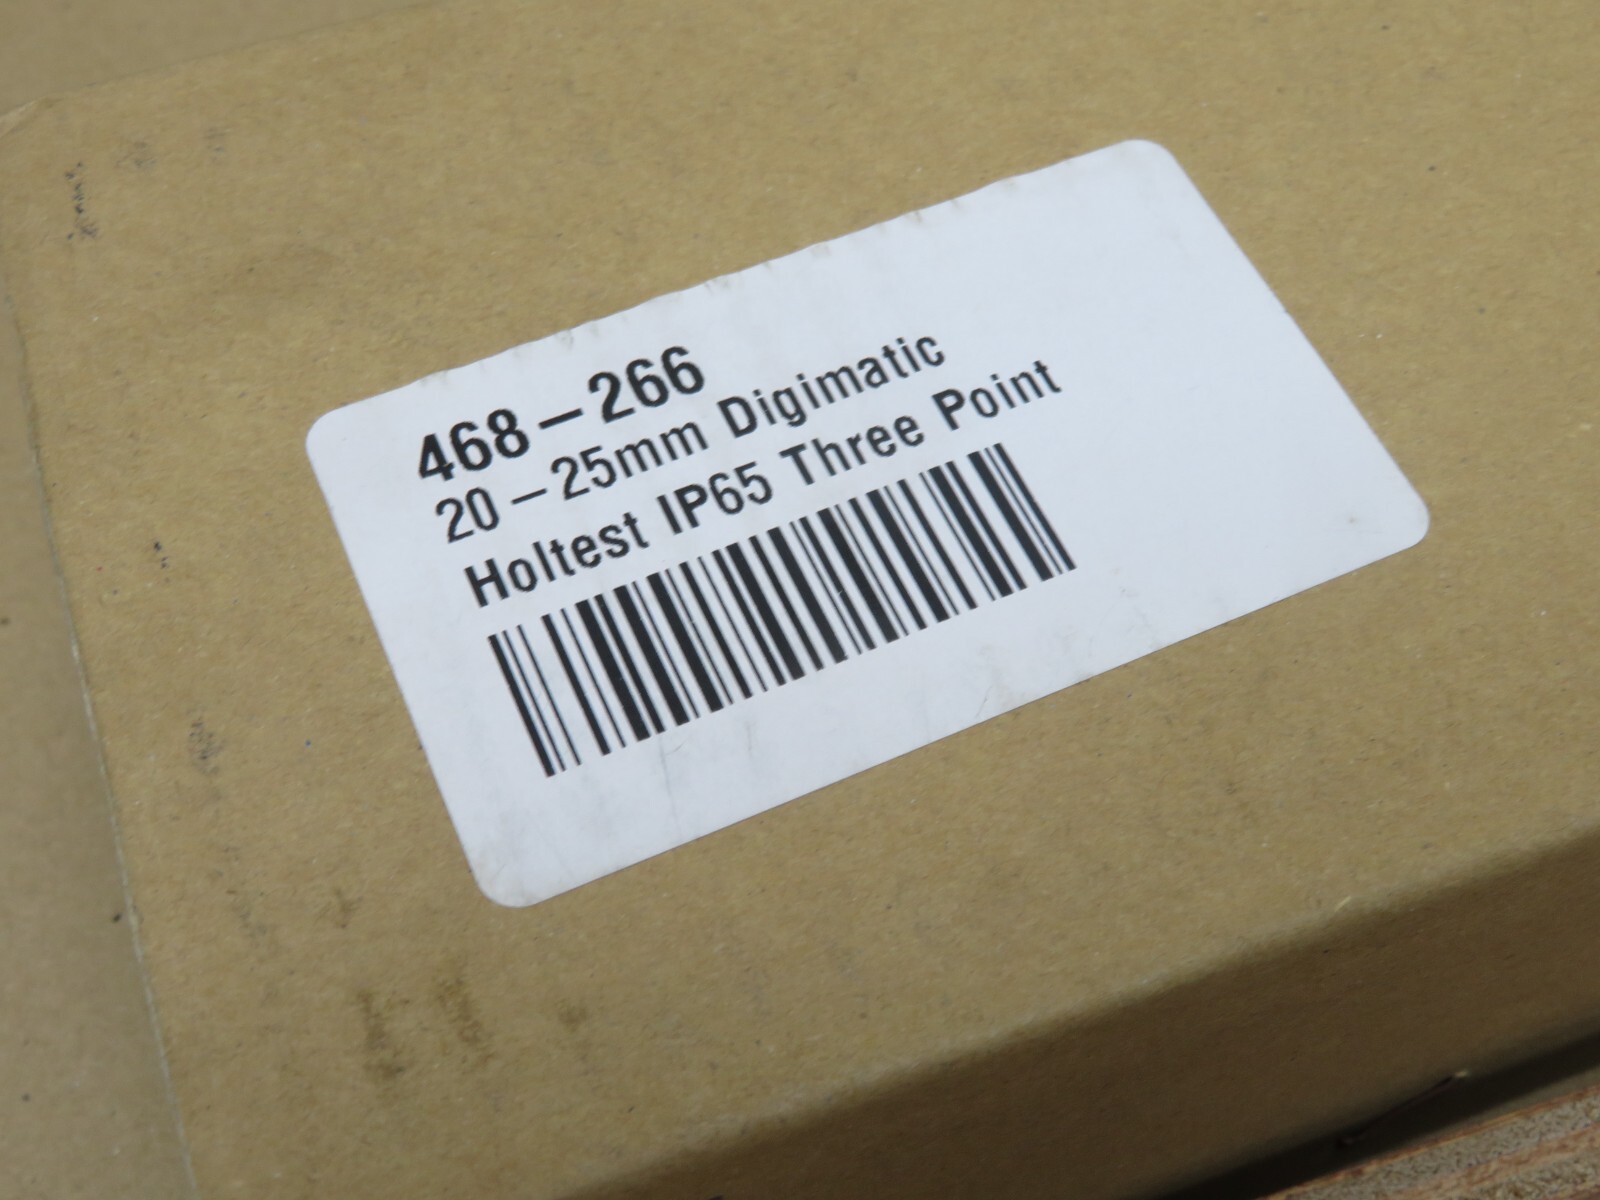 468-266
20-25mm Digimatic
Holtest IP65 Three Point